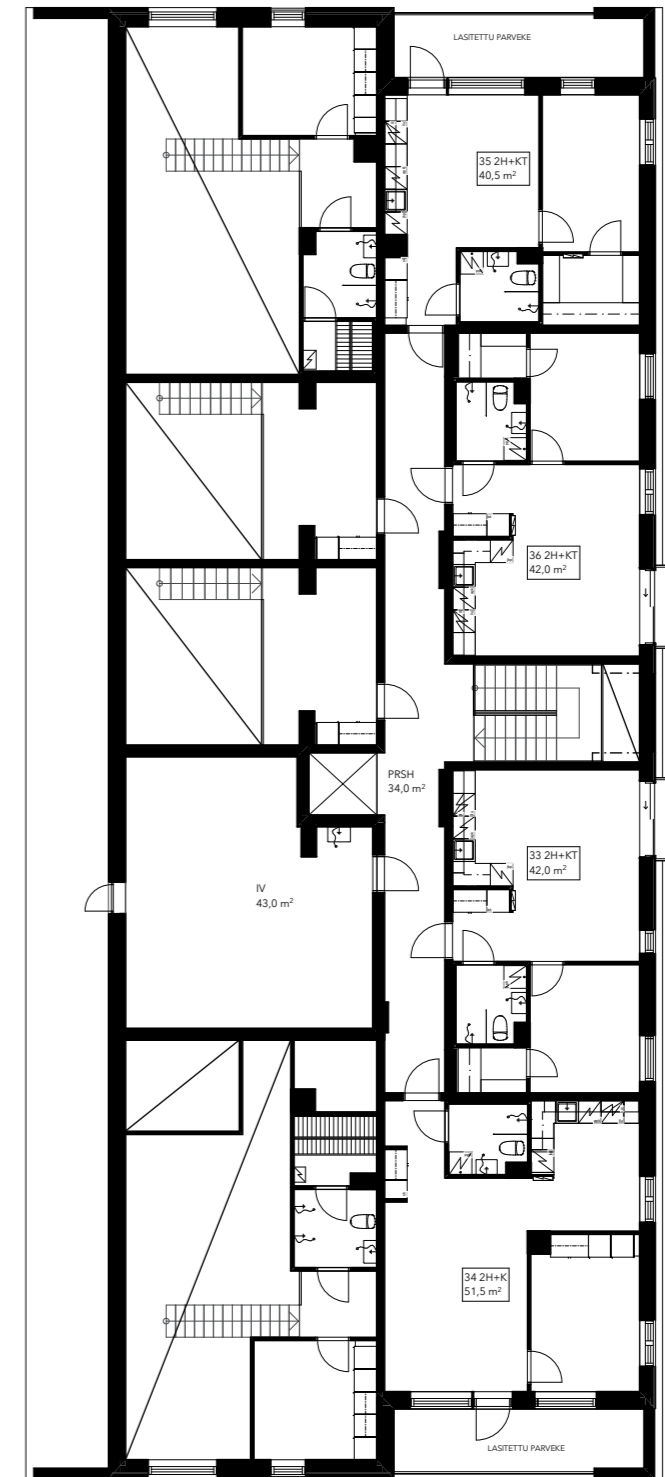 LASITETTU PARVEKE
35 2H+KT
40,5 m²
36 2H+KT
42,0 m²
PRSH
34,0 m²
33 2H+KT
42,0 m²
IV
43,0 m²
34 2H+K
51,5 m²
LASITETTU PARVEKE